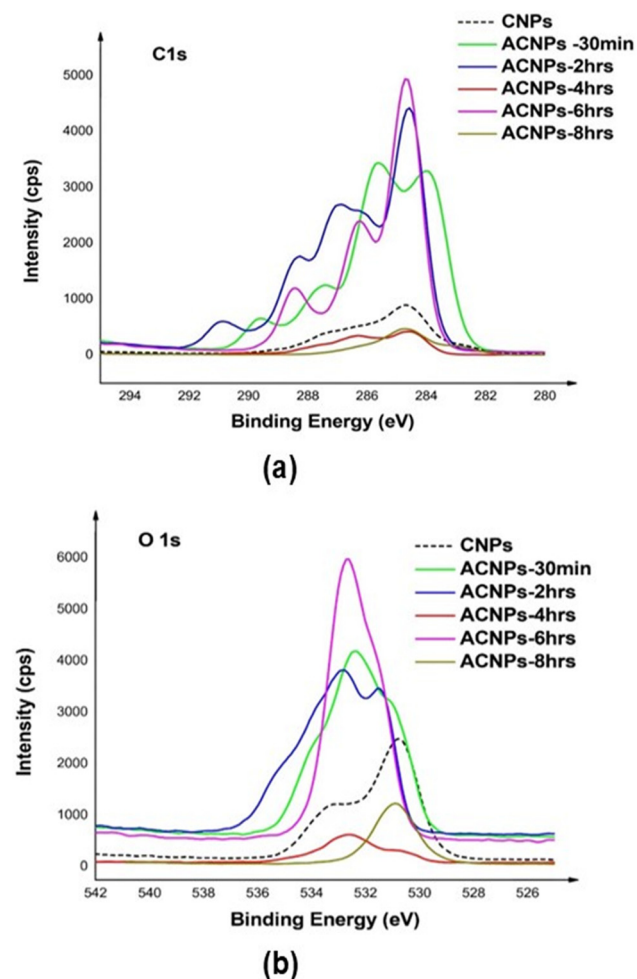 C1s
CNPs
ACNPs -30min
ACNPs-2hrs
ACNPs-4hrs
ACNPs-6hrs
ACNPs-8hrs
5000
4000
3000
2000
1000
0
Intensity (cps)
294 292 290 288 286 284 282 280
Binding Energy (eV)
(a)
O 1s
CNPs
ACNPs-30min
ACNPs-2hrs
ACNPs-4hrs
ACNPs-6hrs
ACNPs-8hrs
6000
5000
4000
3000
2000
1000
0
Intensity (cps)
542 540 538 536 534 532 530 528 526
Binding Energy (eV)
(b)